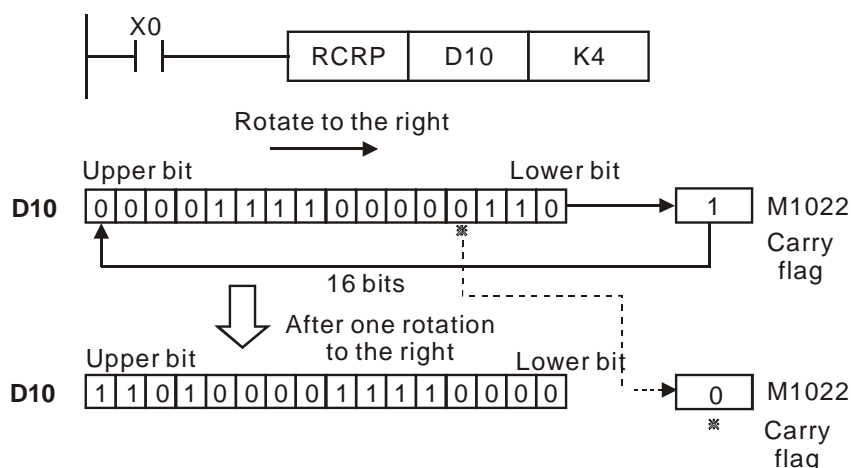 X0
RCRP D10 K4
Rotate to the right
Upper bit Lower bit
D10 0 0 0 0 1 1 1 1 0 0 0 0 0 1 1 0 1 M1022
※
Carry
flag
16 bits
After one rotation
to the right
Upper bit Lower bit
D10 1 1 0 1 0 0 0 0 1 1 1 1 0 0 0 0 0 M1022
※
Carry
flag